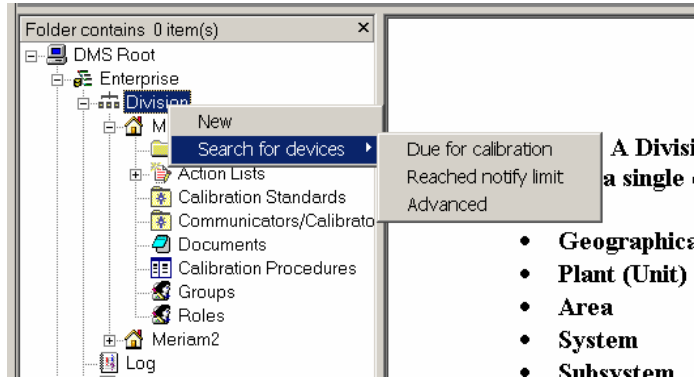 Folder contains 0 item(s)
DMS Root
Enterprise
Division
M
New
Search for devices
Due for calibration
Reached notify limit
Advanced
Action Lists
Calibration Standards
Communicators/Calibrato
Documents
Calibration Procedures
Groups
Roles
Meriam2
Log
A Divisi
a single
• Geographica
• Plant (Unit)
• Area
• System
• Subsystem